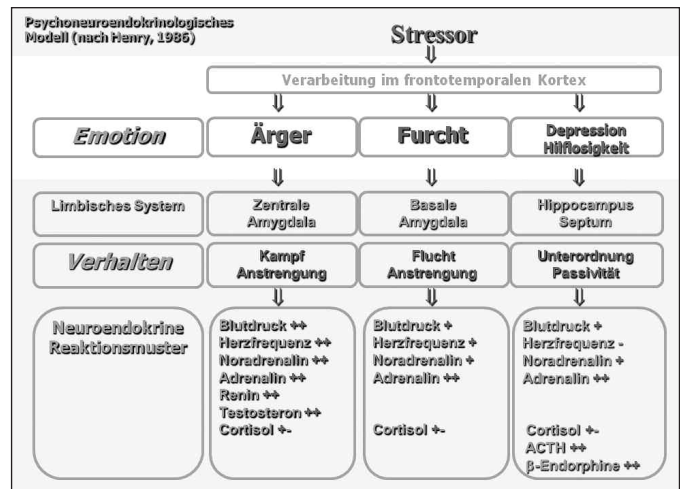 Psychoneuroendokrinologisches
Modell (nach Henry, 1986)
Stressor
Verarbeitung im frontotemporalen Kortex
Emotion
Ärger
Furcht
Depression
Hilflosigkeit
Limbisches System
Zentrale
Amygdala
Basale
Amygdala
Hippocampus
Septum
Verhalten
Kampf
Anstrengung
Flucht
Anstrengung
Unterordnung
Passivität
Neuroendokrine
Reaktionsmuster
Blutdruck ++
Herzfrequenz ++
Noradrenalin ++
Adrenalin ++
Renin ++
Testosteron ++
Cortisol +-
Blutdruck +
Herzfrequenz +
Noradrenalin +
Adrenalin ++
Cortisol +-
Blutdruck +
Herzfrequenz -
Noradrenalin +
Adrenalin ++
Cortisol +-
ACTH ++
β-Endorphine ++